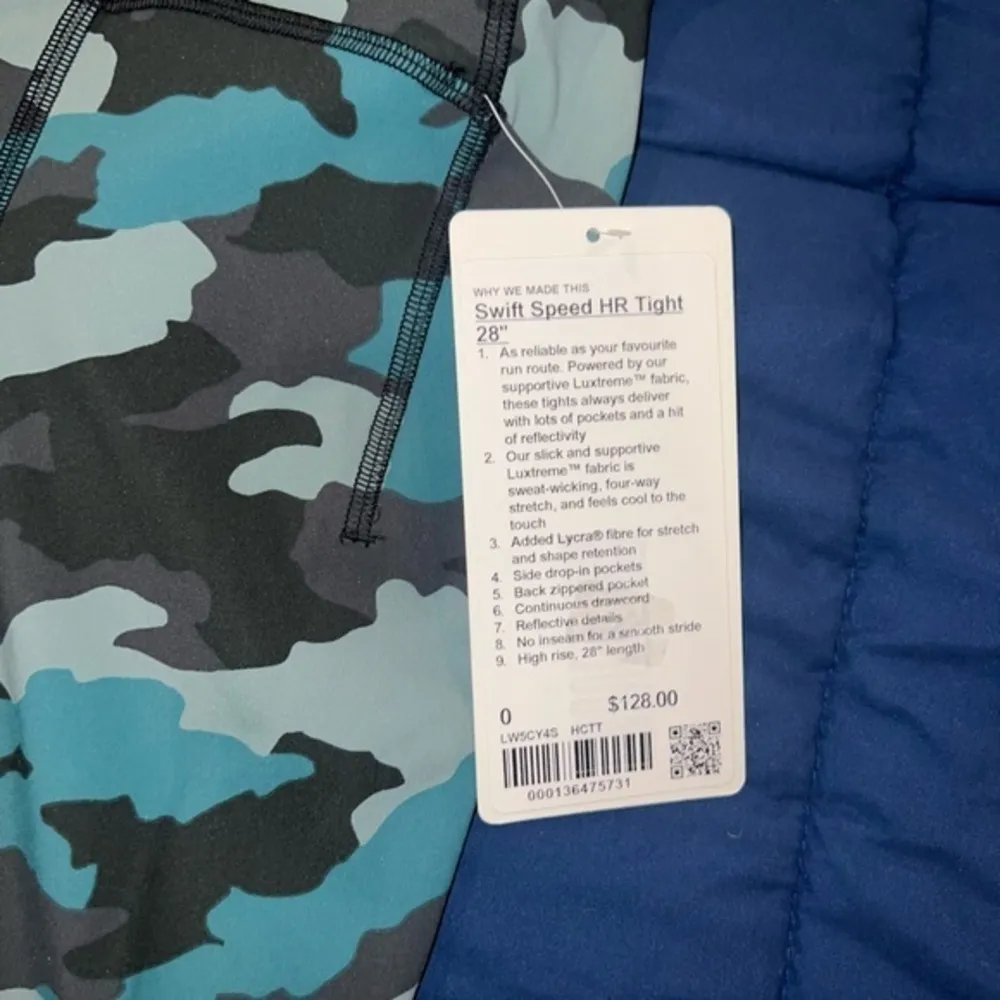 WHY WE MADE THIS
Swift Speed HR Tight
28"
1. As reliable as your favourite
run route. Powered by our
supportive Luxtreme™ fabric,
these tights always deliver
with lots of pockets and a hit
of reflectivity
2. Our slick and supportive
Luxtreme™ fabric is
sweat-wicking, four-way
stretch, and feels cool to the
touch
3. Added Lycra® fibre for stretch
and shape retention
4. Side drop-in pockets
5. Back zippered pocket
6. Continuous drawcord
7. Reflective details
8. No inseam for a smooth stride
9. High rise, 28" length
0 $128.00
LW5CY4S HCTT
000136475731